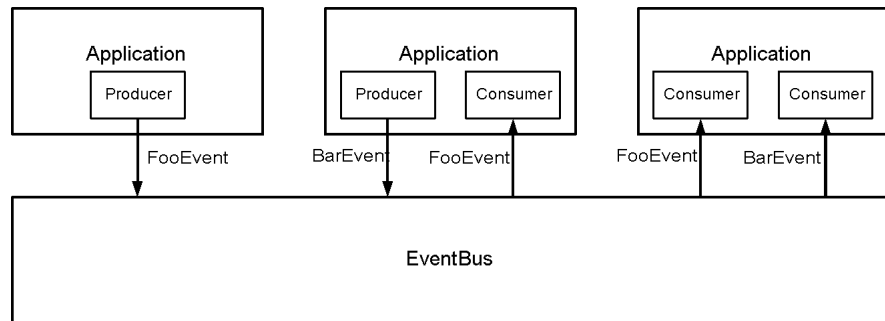 Application
Application
Application
Producer
Producer
Consumer
Consumer
Consumer
FooEvent
BarEvent
FooEvent
FooEvent
BarEvent
EventBus